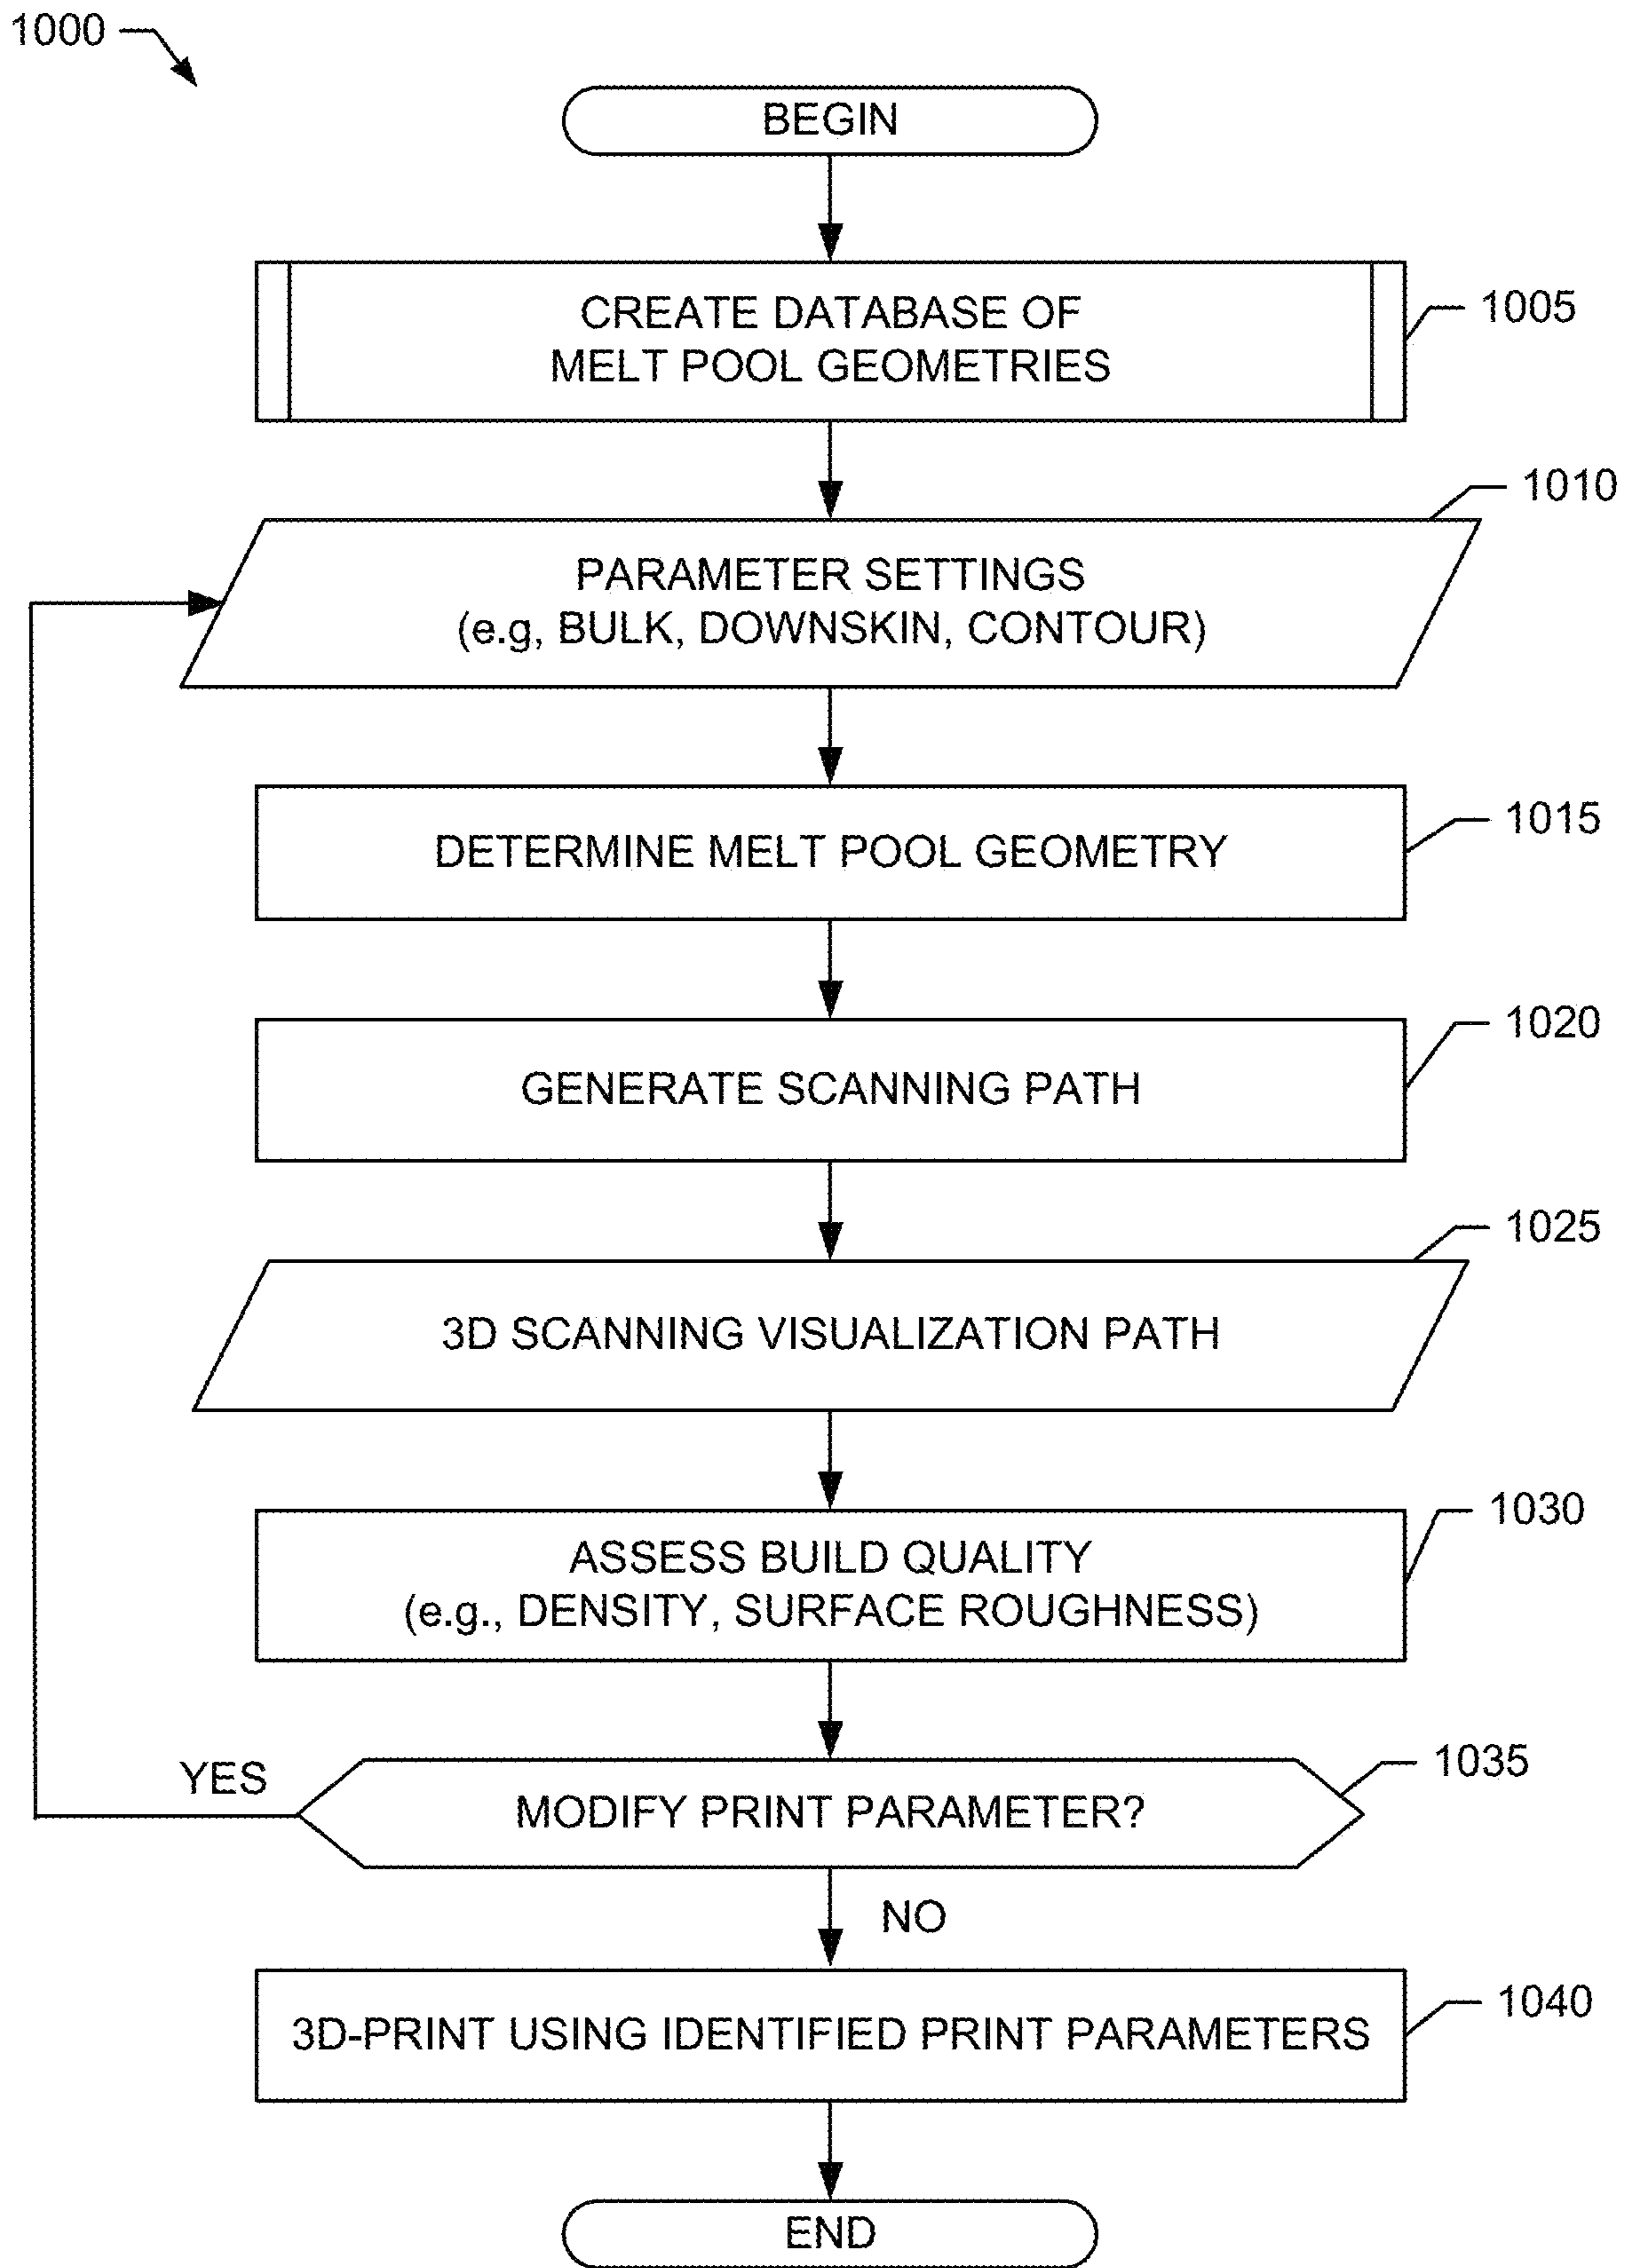 1000
BEGIN
CREATE DATABASE OF
MELT POOL GEOMETRIES
1005
1010
PARAMETER SETTINGS
(e.g, BULK, DOWNSKIN, CONTOUR)
DETERMINE MELT POOL GEOMETRY
1015
GENERATE SCANNING PATH
1020
1025
3D SCANNING VISUALIZATION PATH
ASSESS BUILD QUALITY
(e.g., DENSITY, SURFACE ROUGHNESS)
1030
YES
MODIFY PRINT PARAMETER?
1035
NO
3D-PRINT USING IDENTIFIED PRINT PARAMETERS
1040
END